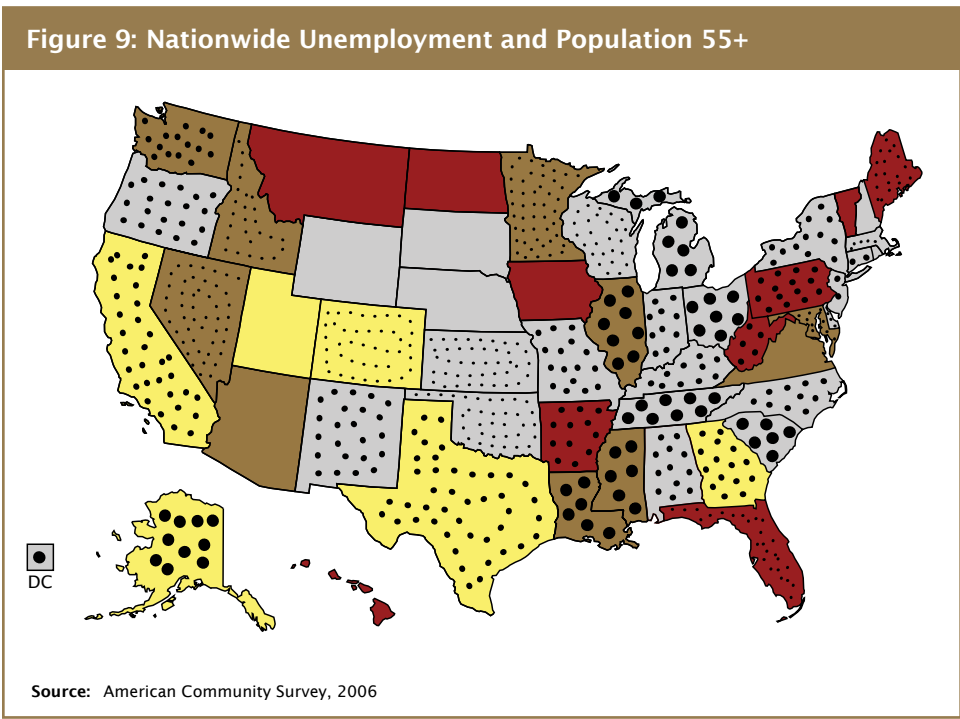 Figure 9: Nationwide Unemployment and Population 55+
DC
Source: American Community Survey, 2006